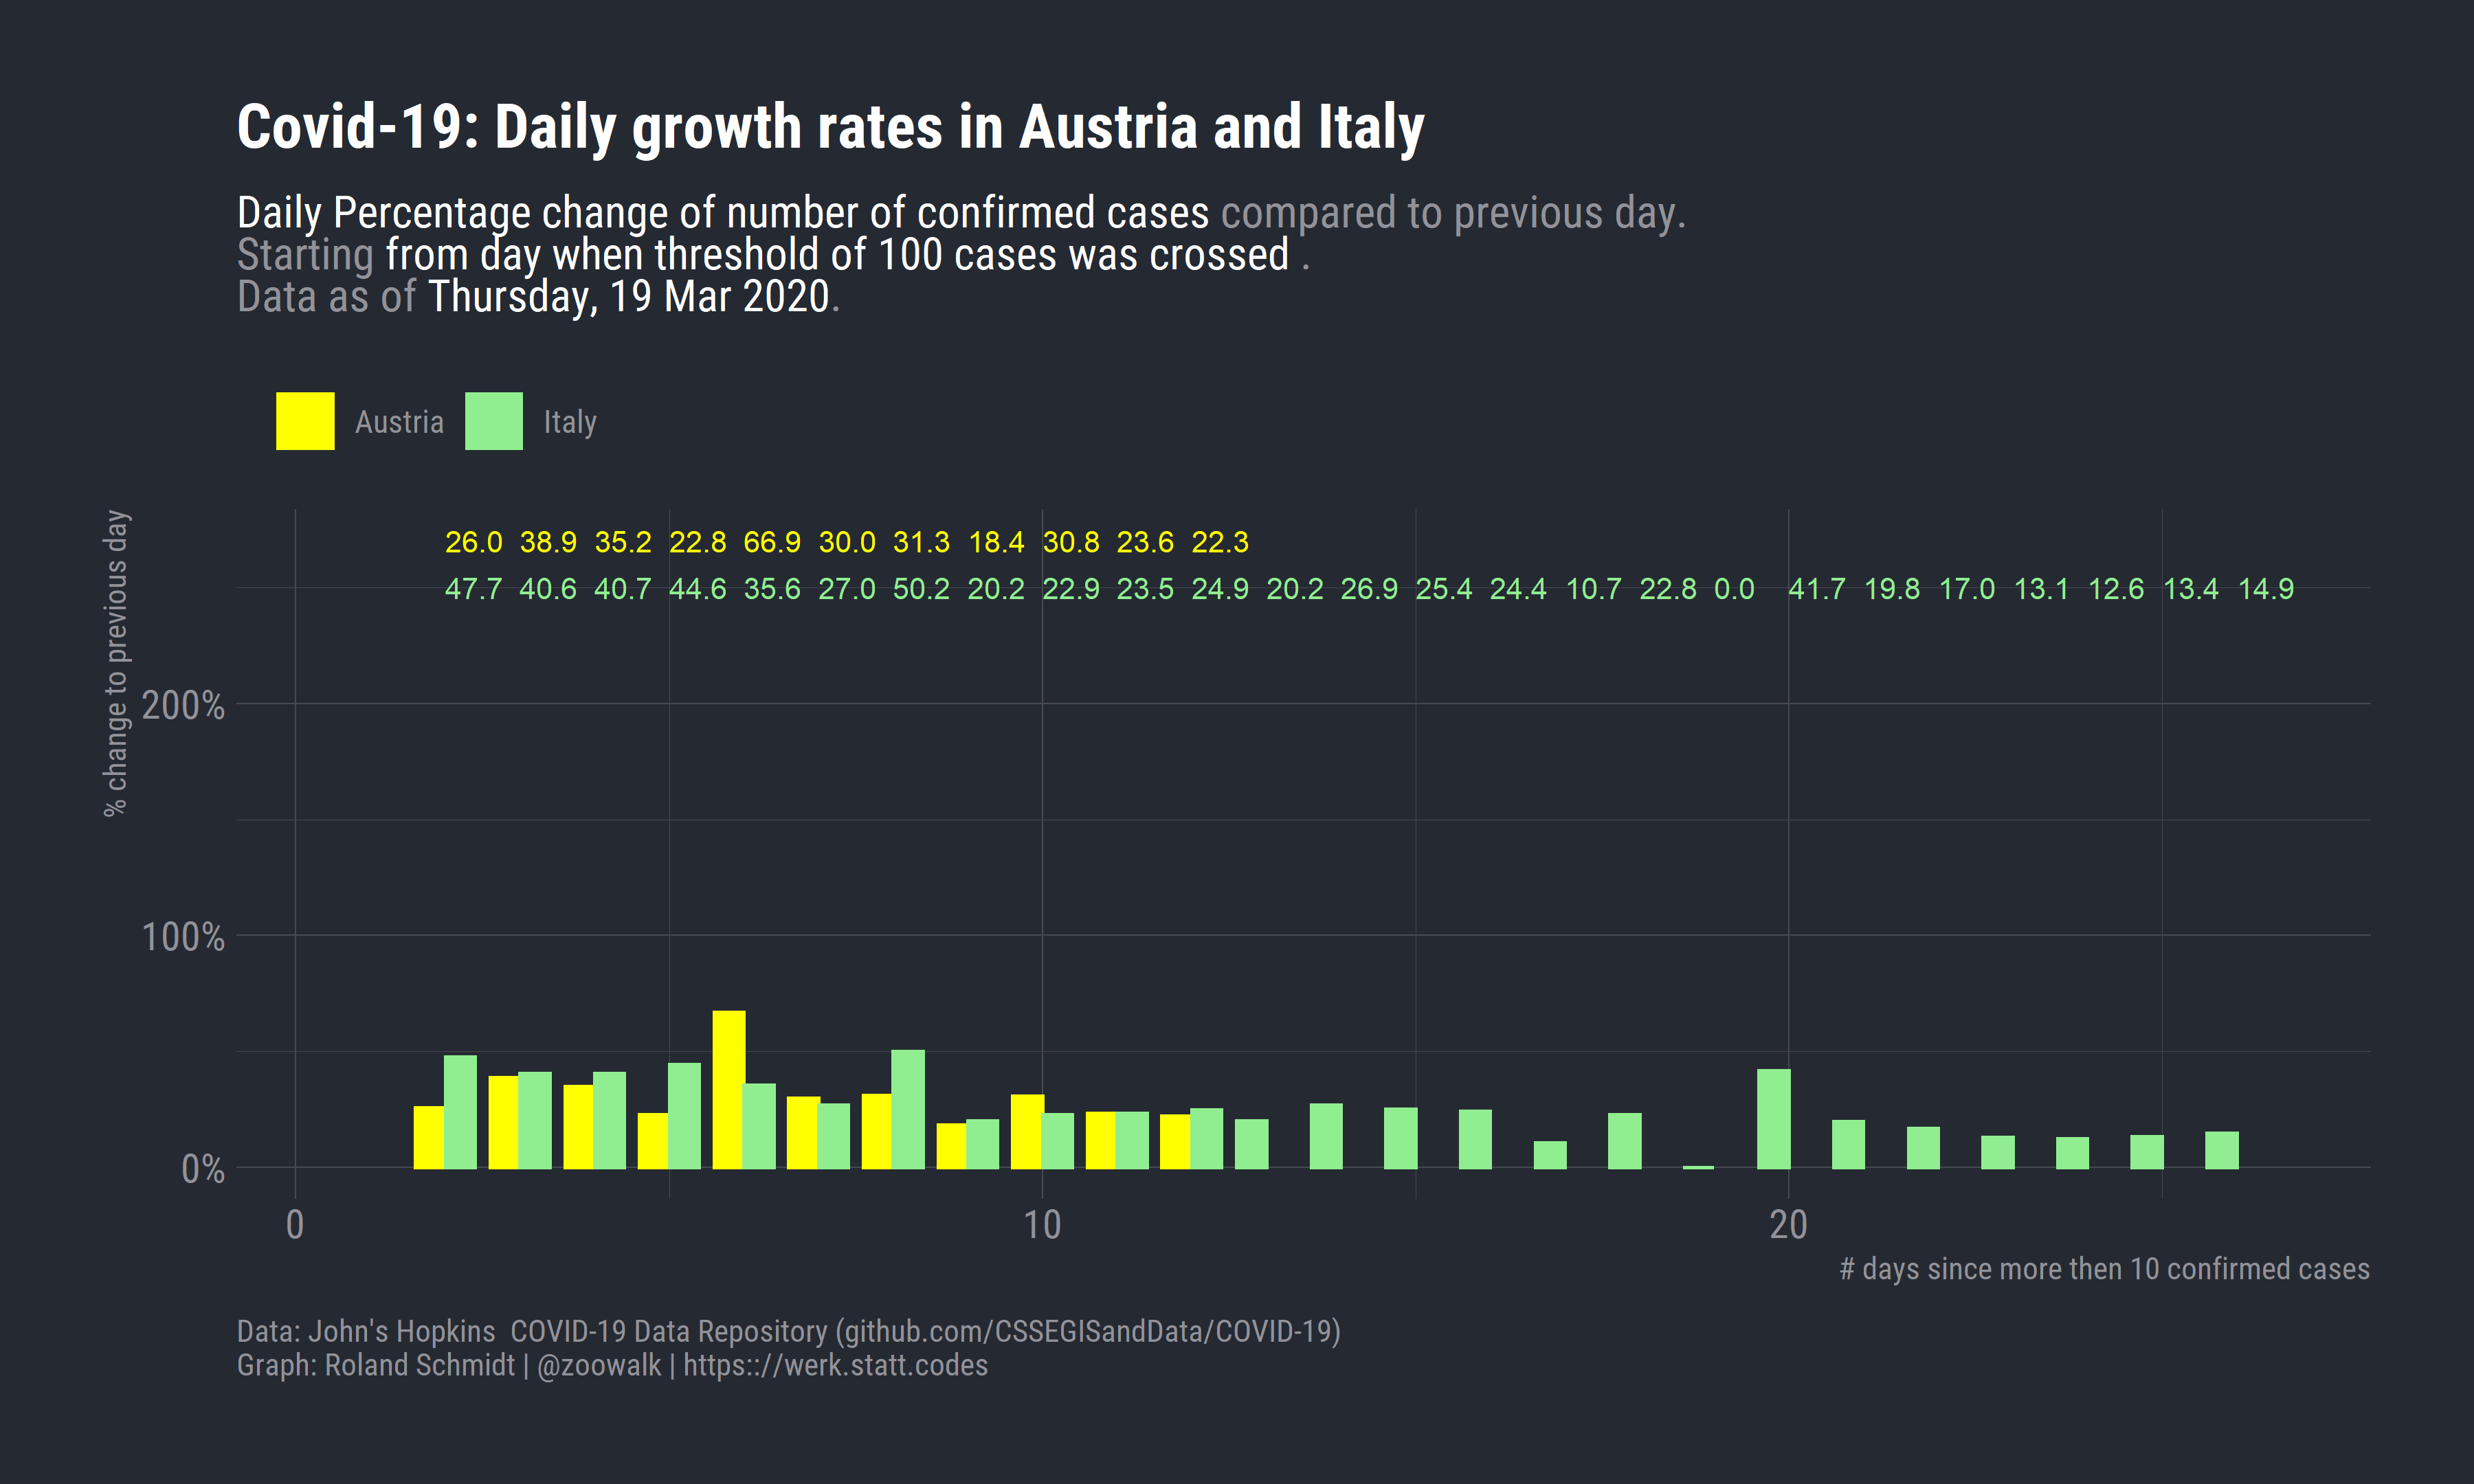 Covid-19: Daily growth rates in Austria and Italy
Daily Percentage change of number of confirmed cases compared to previous day.
Starting from day when threshold of 100 cases was crossed .
Data as of Thursday, 19 Mar 2020.
Austria Italy
% change to previous day
26.0 38.9 35.2 22.8 66.9 30.0 31.3 18.4 30.8 23.6 22.3
47.7 40.6 40.7 44.6 35.6 27.0 50.2 20.2 22.9 23.5 24.9 20.2 26.9 25.4 24.4 10.7 22.8 0.0 41.7 19.8 17.0 13.1 12.6 13.4 14.9
200%
100%
0%
0 10 20
# days since more then 10 confirmed cases
Data: John's Hopkins  COVID-19 Data Repository (github.com/CSSEGISandData/COVID-19)
Graph: Roland Schmidt | @zoowalk | https:://werk.statt.codes